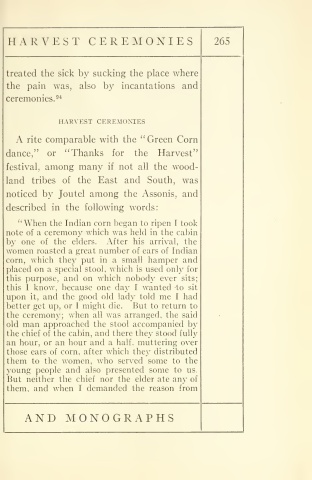 HARVEST CEREMONIES 265
treated the sick by sucking the place where
the pain was, also by incantations and
ceremonies.⁹⁴
HARVEST CEREMONIES
A rite comparable with the "Green Corn
dance," or "Thanks for the Harvest"
festival, among many if not all the wood-
land tribes of the East and South, was
noticed by Joutel among the Assonis, and
described in the following words:
"When the Indian corn began to ripen I took
note of a ceremony which was held in the cabin
by one of the elders. After his arrival, the
women roasted a great number of ears of Indian
corn, which they put in a small hamper and
placed on a special stool, which is used only for
this purpose, and on which nobody ever sits;
this I know, because one day I wanted to sit
upon it, and the good old lady told me I had
better get up, or I might die. But to return to
the ceremony; when all was arranged, the said
old man approached the stool accompanied by
the chief of the cabin, and there they stood fully
an hour, or an hour and a half, muttering over
those ears of corn, after which they distributed
them to the women, who served some to the
young people and also presented some to us.
But neither the chief nor the elder ate any of
them, and when I demanded the reason from
AND MONOGRAPHS